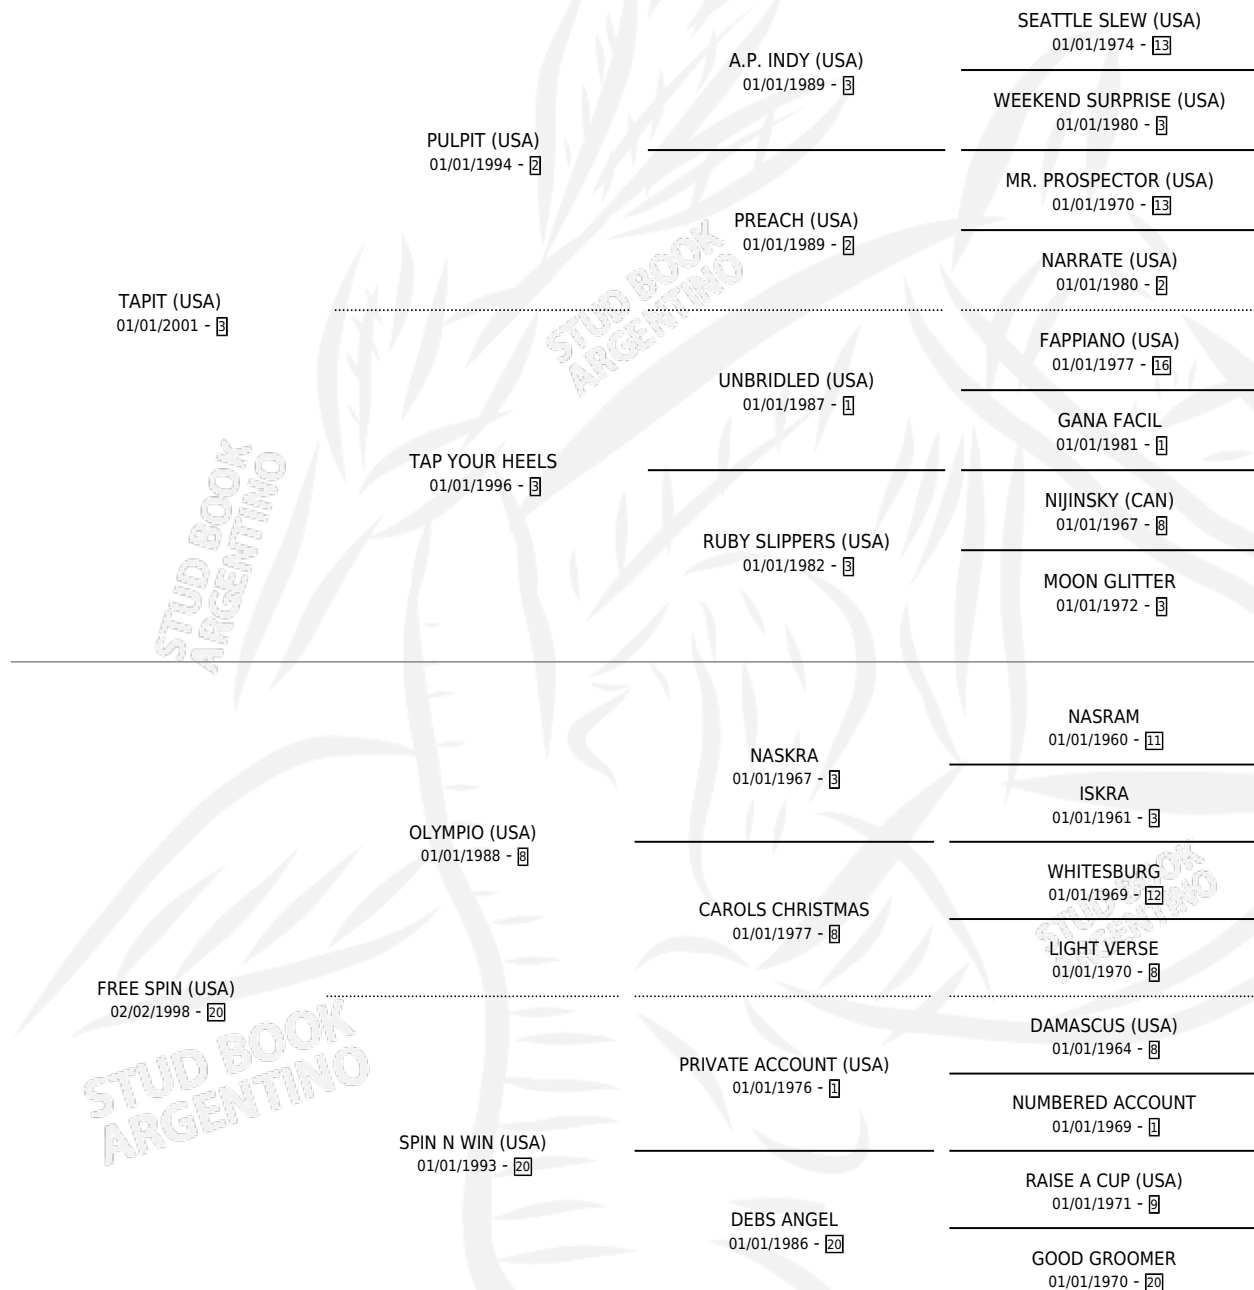 SEATTLE SLEW (USA)
01/01/1974 - 13
A.P. INDY (USA)
01/01/1989 - 3
WEEKEND SURPRISE (USA)
01/01/1980 - 3
PULPIT (USA)
01/01/1994 - 2
MR. PROSPECTOR (USA)
01/01/1970 - 13
PREACH (USA)
01/01/1989 - 2
NARRATE (USA)
01/01/1980 - 2
TAPIT (USA)
01/01/2001 - 3
FAPPIANO (USA)
01/01/1977 - 16
UNBRIDLED (USA)
01/01/1987 - 1
GANA FACIL
01/01/1981 - 1
TAP YOUR HEELS
01/01/1996 - 3
NIJINSKY (CAN)
01/01/1967 - 8
RUBY SLIPPERS (USA)
01/01/1982 - 3
MOON GLITTER
01/01/1972 - 3
NASRAM
01/01/1960 - 11
NASKRA
01/01/1967 - 3
ISKRA
01/01/1961 - 3
OLYMPIO (USA)
01/01/1988 - 8
WHITESBURG
01/01/1969 - 12
CAROLS CHRISTMAS
01/01/1977 - 8
LIGHT VERSE
01/01/1970 - 8
FREE SPIN (USA)
02/02/1998 - 20
DAMASCUS (USA)
01/01/1964 - 8
PRIVATE ACCOUNT (USA)
01/01/1976 - 1
NUMBERED ACCOUNT
01/01/1969 - 1
SPIN N WIN (USA)
01/01/1993 - 20
RAISE A CUP (USA)
01/01/1971 - 9
DEBS ANGEL
01/01/1986 - 20
GOOD GROOMER
01/01/1970 - 20
STUD BOOK
ARGENTINO
STUD BOOK
ARGENTINO
STUD BOOK
ARGENTINO
STUD BOOK
ARGENTINO